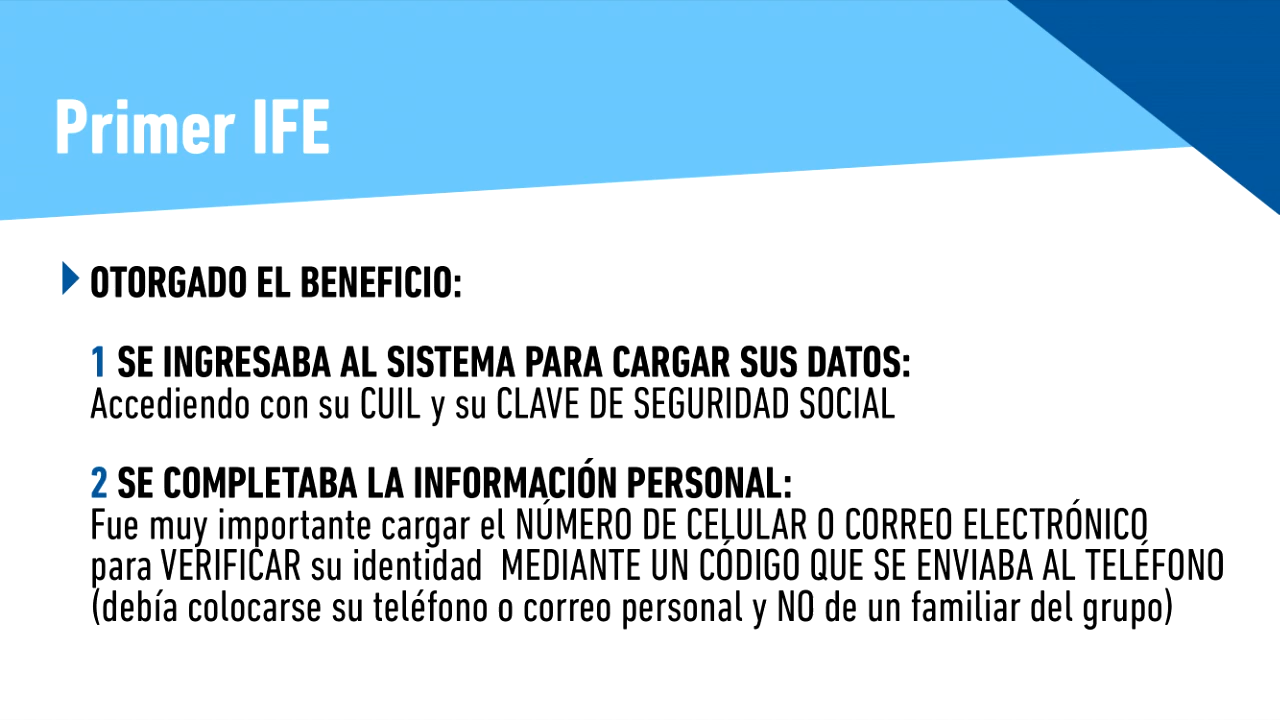 Primer IFE
OTORGADO EL BENEFICIO:
1 SE INGRESABA AL SISTEMA PARA CARGAR SUS DATOS:
Accediendo con su CUIL y su CLAVE DE SEGURIDAD SOCIAL
2 SE COMPLETABA LA INFORMACIÓN PERSONAL:
Fue muy importante cargar el NÚMERO DE CELULAR O CORREO ELECTRÓNICO
para VERIFICAR su identidad MEDIANTE UN CÓDIGO QUE SE ENVIABA AL TELÉFONO
(debía colocarse su teléfono o correo personal y NO de un familiar del grupo)